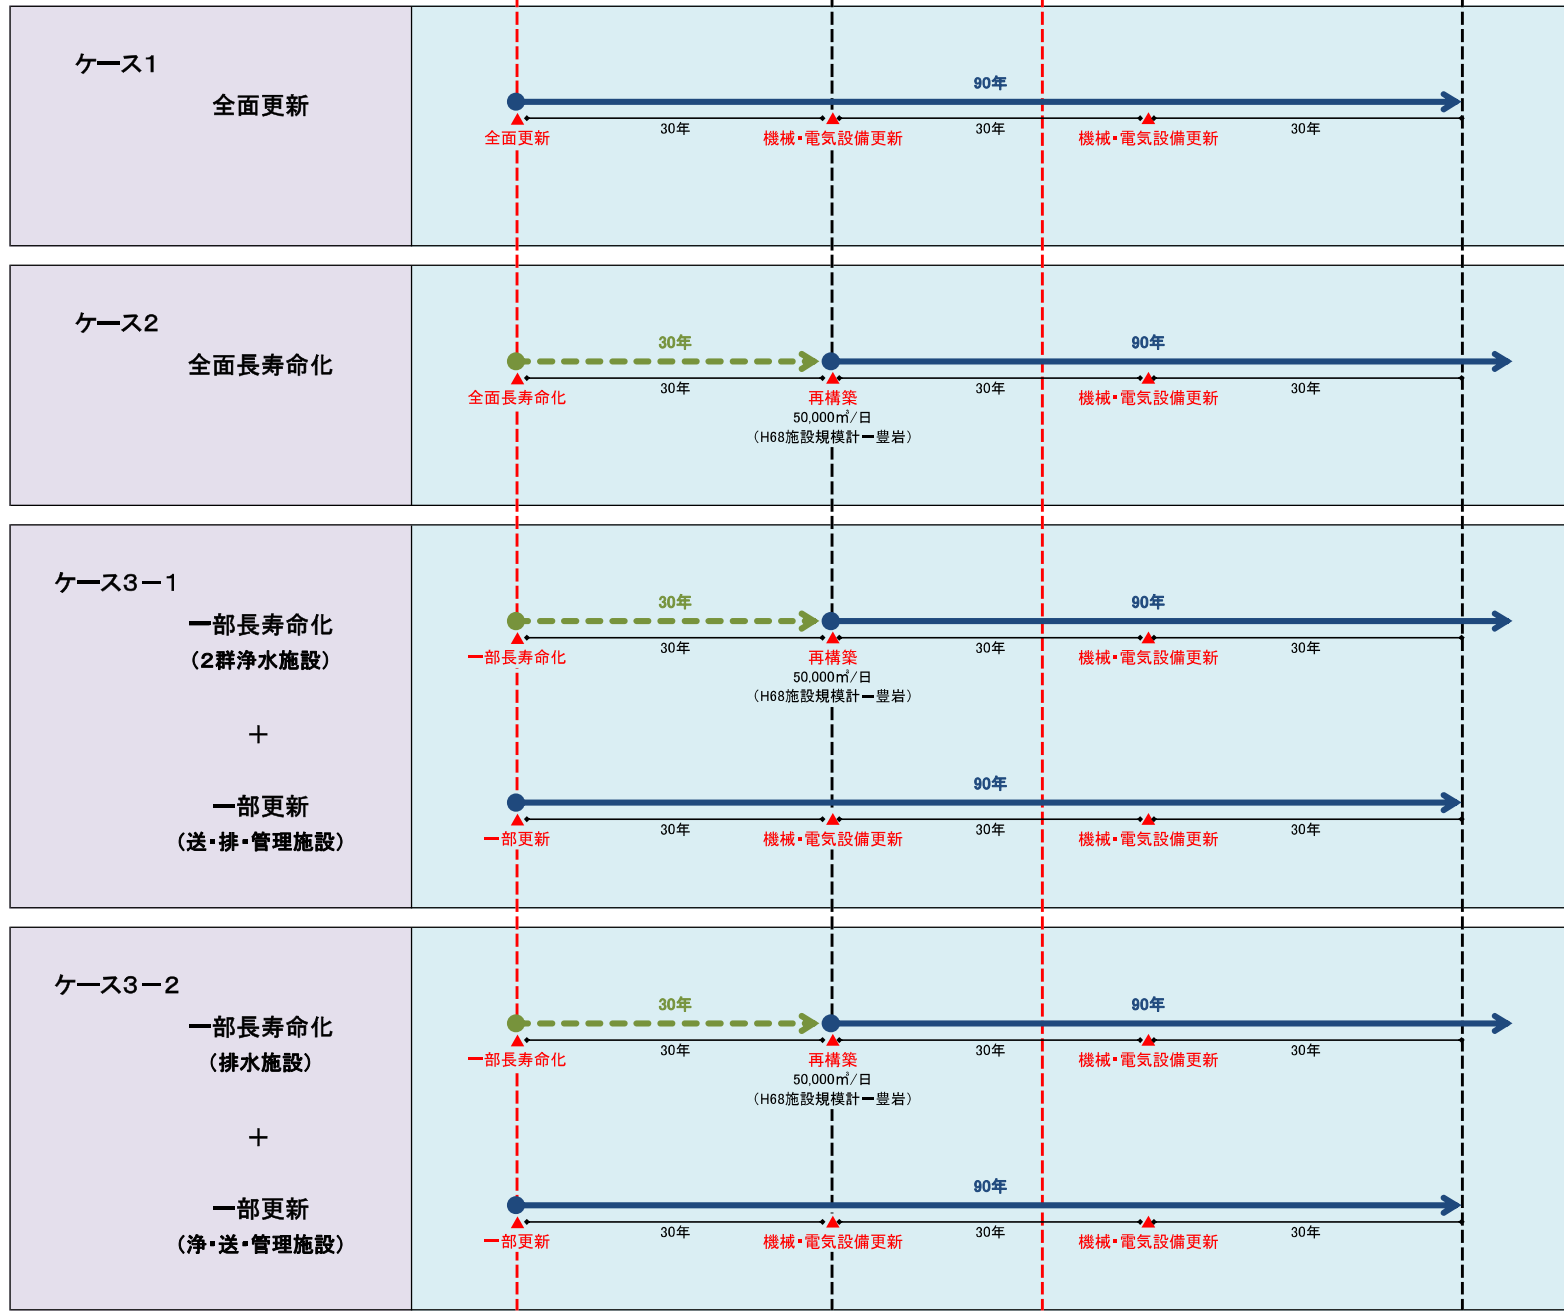 ケース1
全面更新
90年
30年
30年
30年
全面更新
機械・電気設備更新
機械・電気設備更新
ケース2
全面長寿命化
30年
90年
30年
30年
30年
全面長寿命化
再構築
機械・電気設備更新
50,000㎥/日
（H68施設規模計ー豊岩）
ケース3－1
一部長寿命化
（2群浄水施設）
30年
90年
30年
30年
30年
一部長寿命化
再構築
機械・電気設備更新
50,000㎥/日
（H68施設規模計ー豊岩）
＋
一部更新
（送・排・管理施設）
90年
30年
30年
30年
一部更新
機械・電気設備更新
機械・電気設備更新
ケース3－2
一部長寿命化
（排水施設）
30年
90年
30年
30年
30年
一部長寿命化
再構築
機械・電気設備更新
50,000㎥/日
（H68施設規模計ー豊岩）
＋
一部更新
（浄・送・管理施設）
90年
30年
30年
30年
一部更新
機械・電気設備更新
機械・電気設備更新